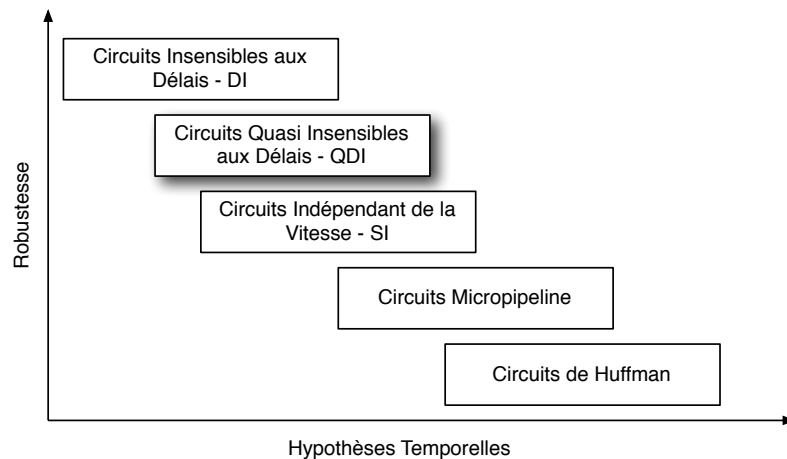 Circuits Insensibles aux
Délais - DI
Circuits Quasi Insensibles
aux Délais - QDI
Circuits Indépendant de la
Vitesse - SI
Circuits Micropipeline
Circuits de Huffman
Robustesse
Hypothèses Temporelles